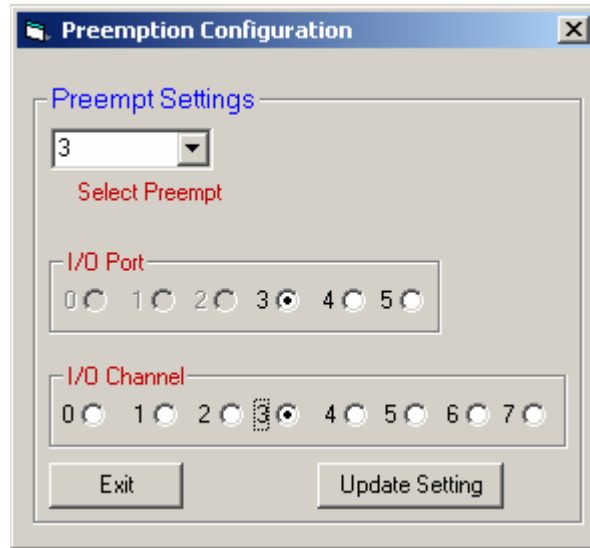 Preemption Configuration
Preempt Settings
3
Select Preempt
I/O Port
0 1 2 3 4 5
I/O Channel
0 1 2 3 4 5 6 7
Exit Update Setting